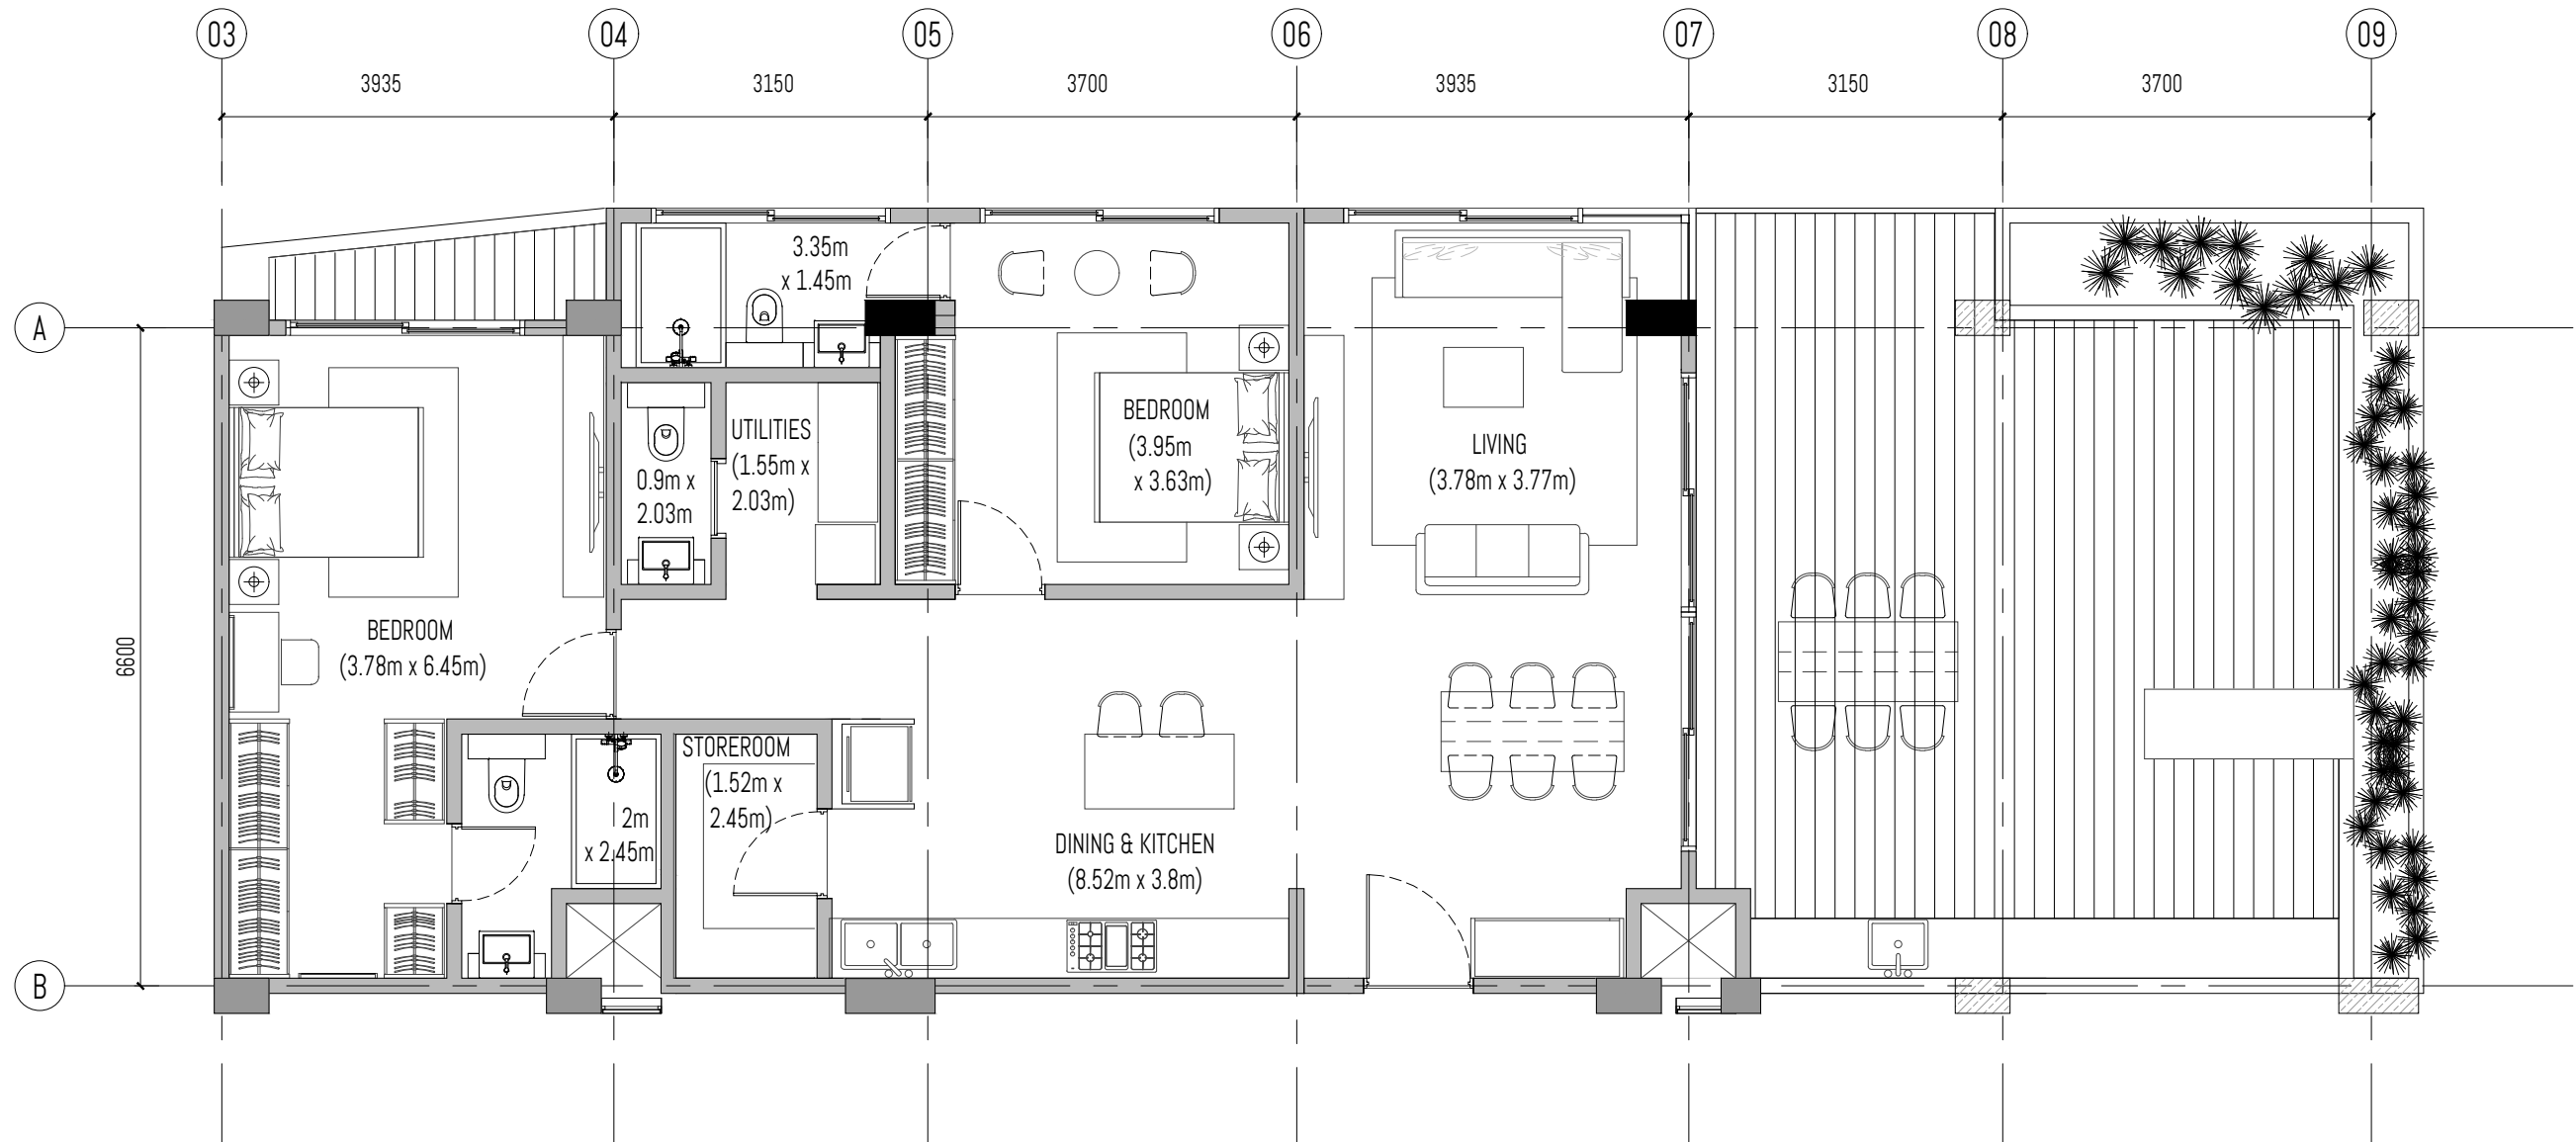 03 04 05 06 07 08 09
3935 3150 3700 3935 3150 3700
A
B
6600
3.35m
x 1.45m
UTILITIES
(1.55m x
2.03m)
0.9m x
2.03m
BEDROOM
(3.95m
x 3.63m)
LIVING
(3.78m x 3.77m)
BEDROOM
(3.78m x 6.45m)
STOREROOM
(1.52m x
2.45m)
2m
x 2.45m
DINING & KITCHEN
(8.52m x 3.8m)